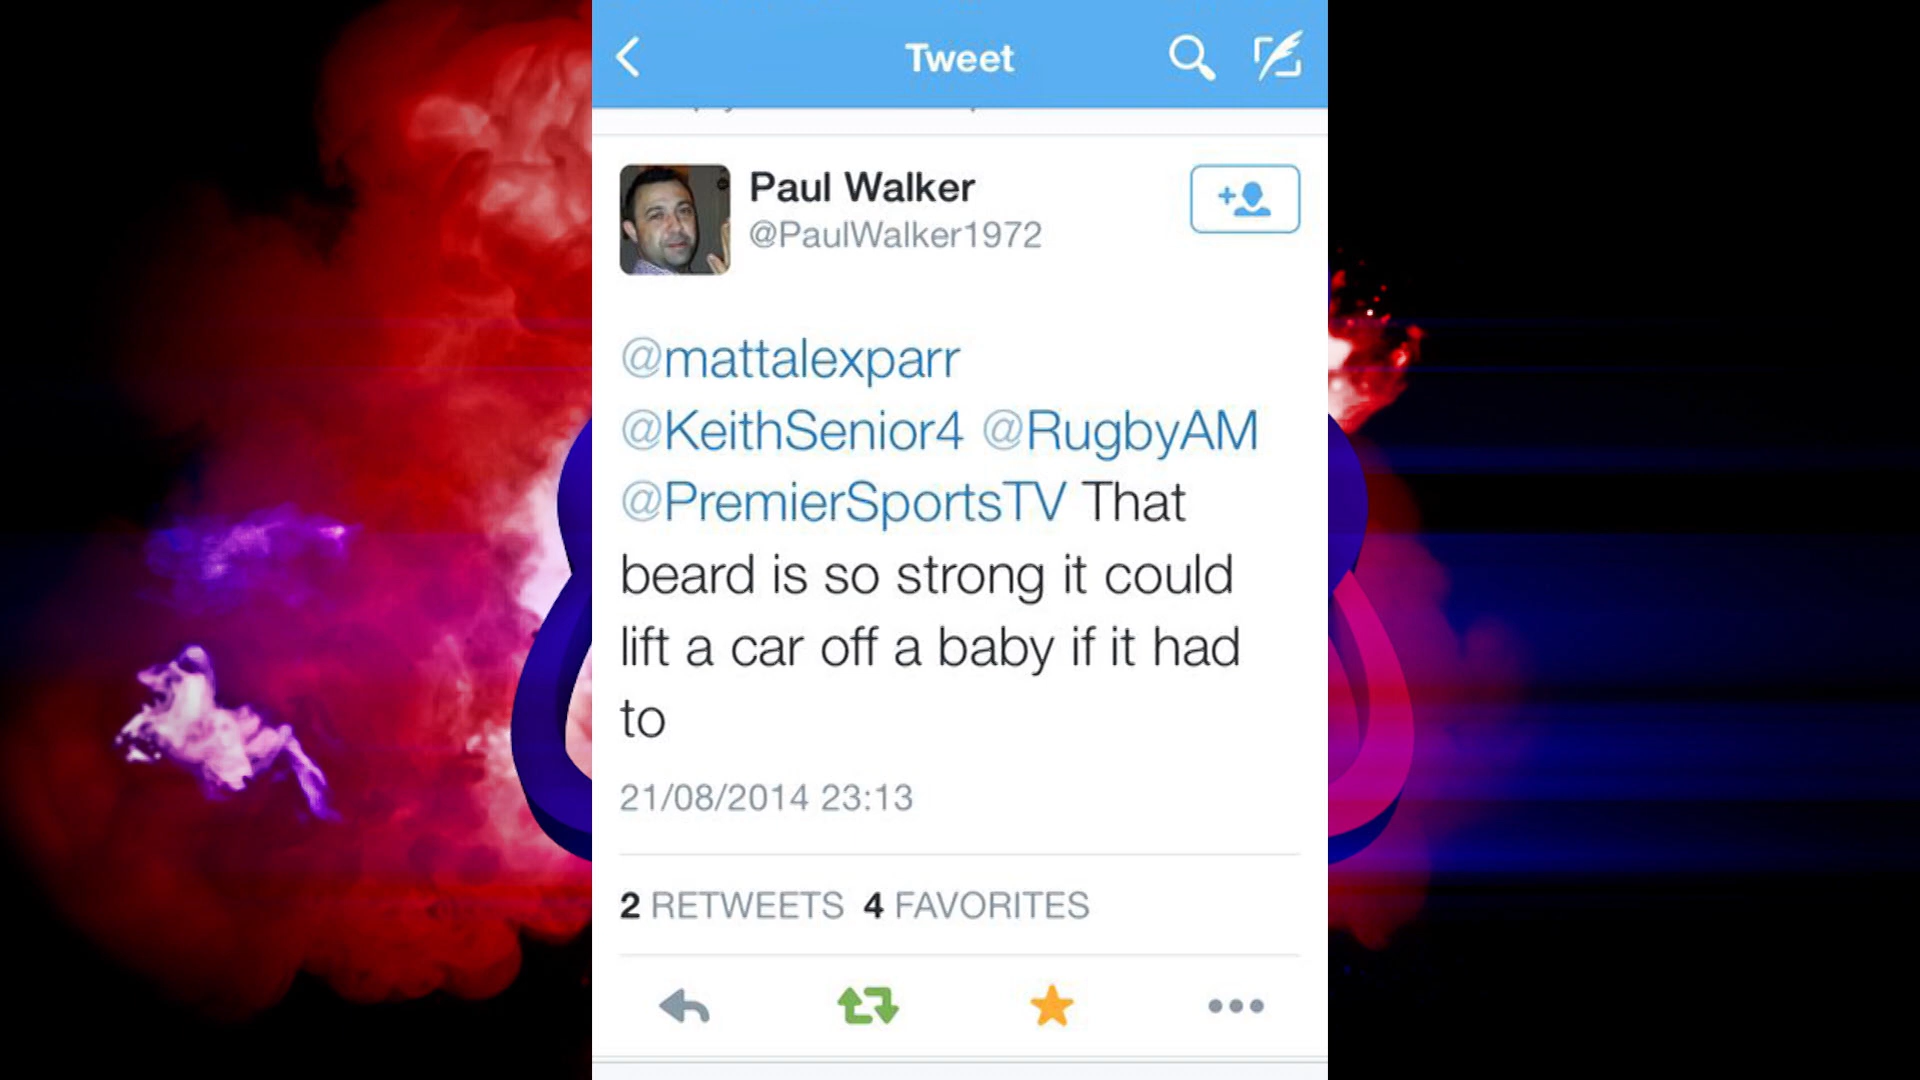 Tweet
Paul Walker
@PaulWalker1972
@mattalexparr
@KeithSenior4 @RugbyAM
@PremierSportsTV That
beard is so strong it could
lift a car off a baby if it had
to
21/08/2014 23:13
2 RETWEETS 4 FAVORITES